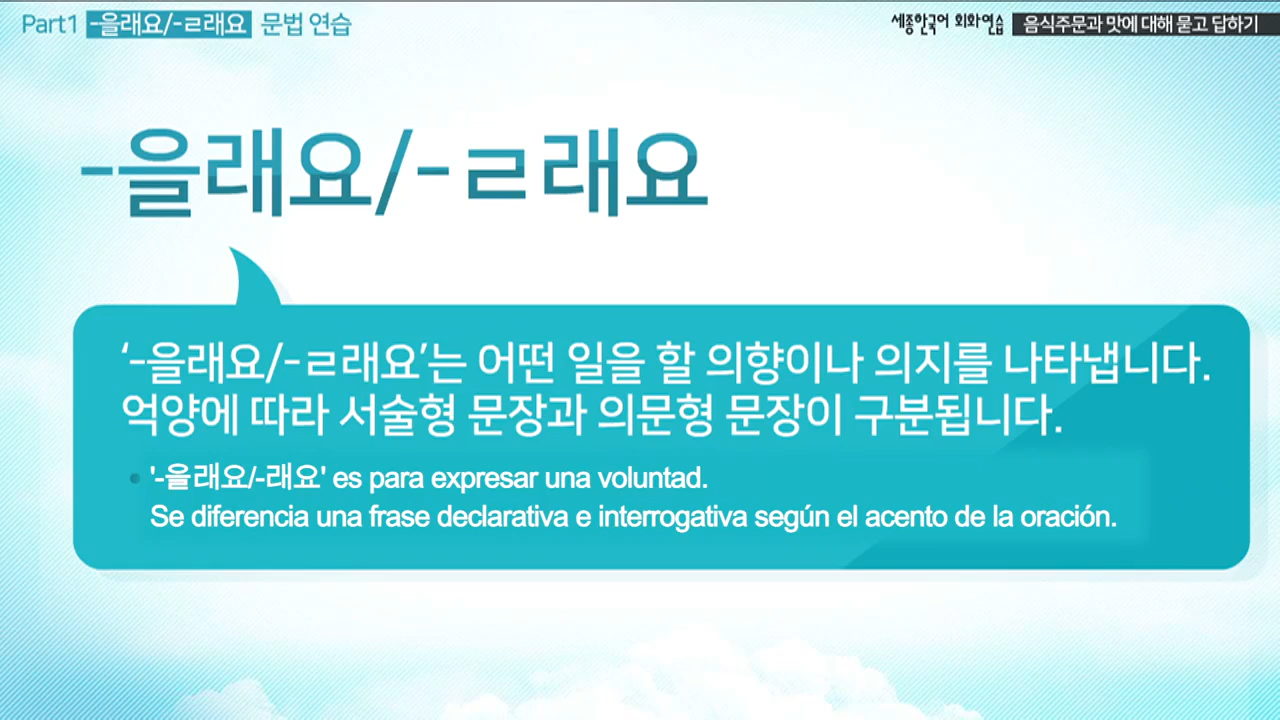 Part1 -을래요/-ㄹ래요 문법 연습
세종한국어 회화연습 음식주문과 맛에 대해 묻고 답하기
-을래요/-ㄹ래요
‘-을래요/-ㄹ래요’는 어떤 일을 할 의향이나 의지를 나타냅니다.
억양에 따라 서술형 문장과 의문형 문장이 구분됩니다.
• '-을래요/-래요' es para expresar una voluntad.
Se diferencia una frase declarativa e interrogativa según el acento de la oración.